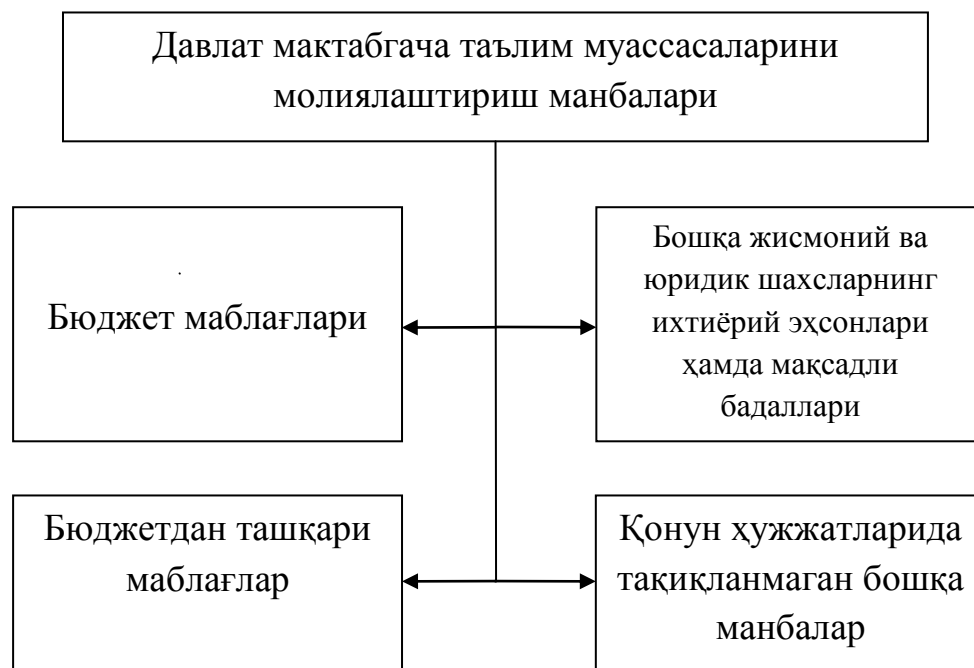 Давлат мактабгача таълим муассасаларини
молиялаштириш манбалари
Бюджет маблағлари
Бошқа жисмоний ва
юридик шахсларнинг
ихтиёрий эҳсонлари
ҳамда мақсадли
бадаллари
Бюджетдан ташқари
маблағлар
Қонун ҳужжатларида
тақиқланмаган бошқа
манбалар